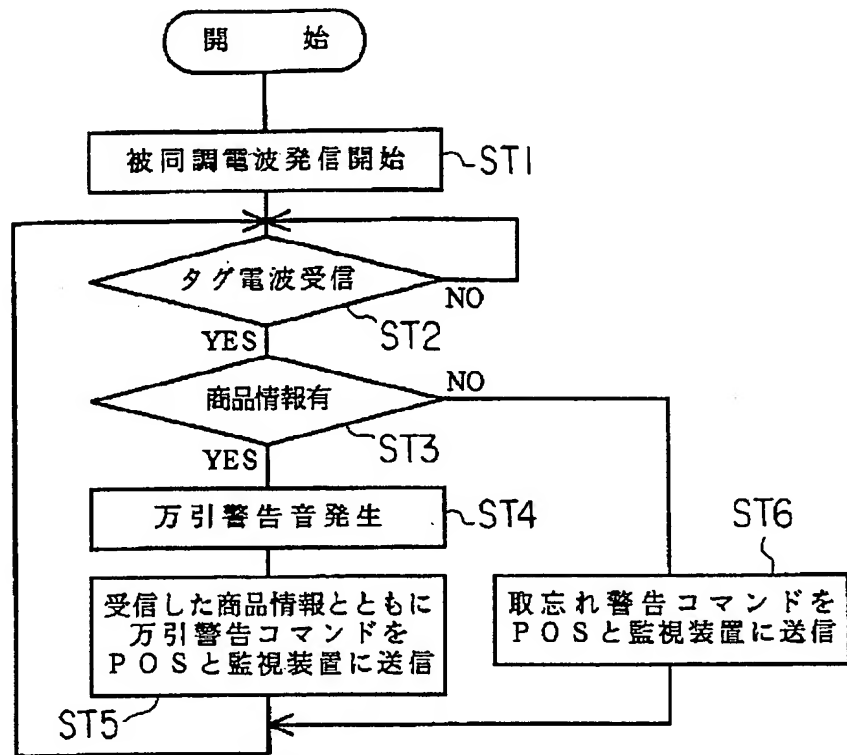 開始
被同調電波発信開始
ST1
タグ電波受信
NO
ST2
YES
商品情報有
NO
ST3
YES
万引警告音発生
ST4
ST6
受信した商品情報とともに
万引警告コマンドを
POSと監視装置に送信
取忘れ警告コマンドを
POSと監視装置に送信
ST5